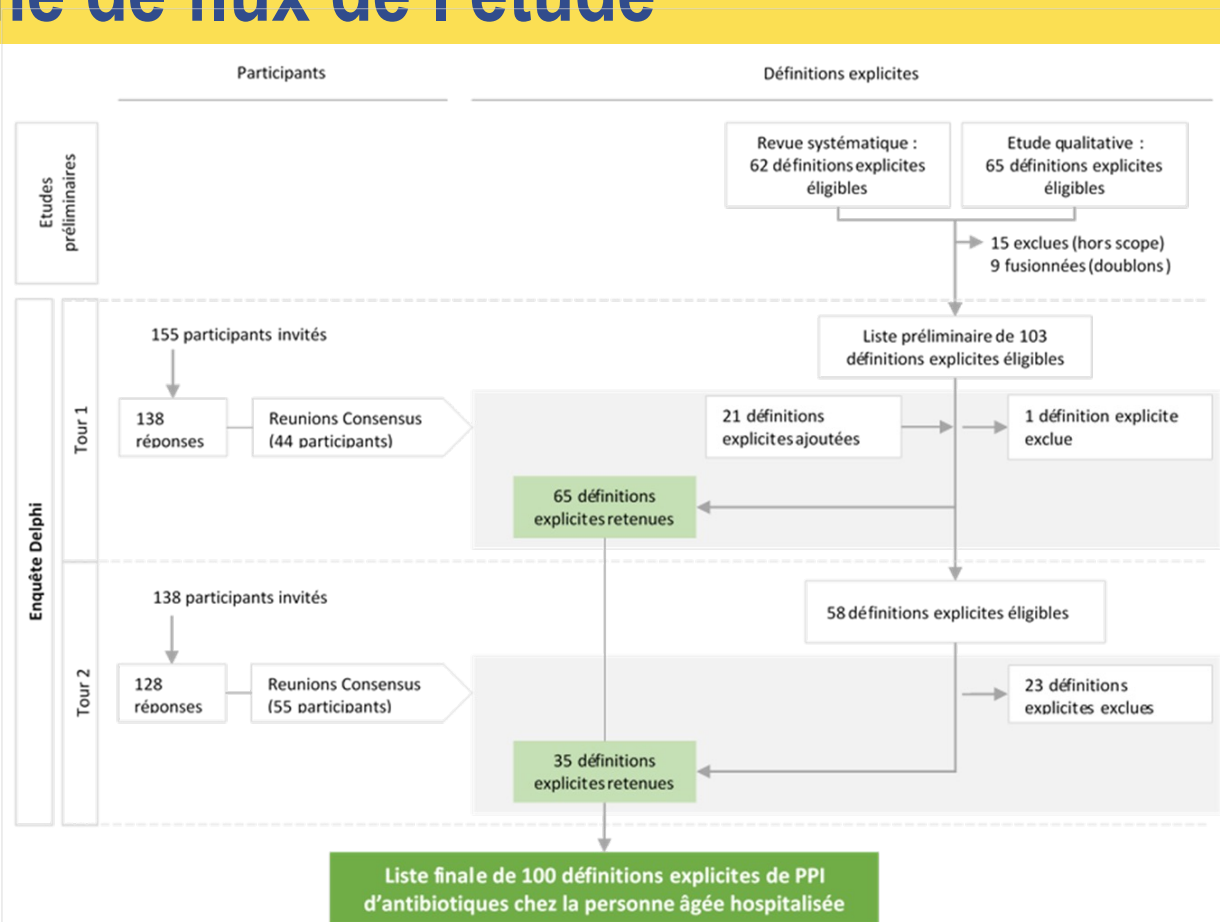 de flux de l'étude
Participants
Définitions explicites
Etudes
préliminaires
Revue systématique :
62 définitions explicites
éligibles
Etude qualitative :
65 définitions explicites
éligibles
15 exclues (hors scope)
9 fusionnées (doublons)
Enquête Delphi
Tour 1
155 participants invités
138
réponses
Reunions Consensus
(44 participants)
Liste préliminaire de 103
définitions explicites éligibles
21 définitions
explicites ajoutées
1 définition explicite
exclue
65 définitions
explicites retenues
Tour 2
138 participants invités
128
réponses
Reunions Consensus
(55 participants)
58 définitions explicites éligibles
23 définitions
explicites exclues
35 définitions
explicites retenues
Liste finale de 100 définitions explicites de PPI
d'antibiotiques chez la personne âgée hospitalisée